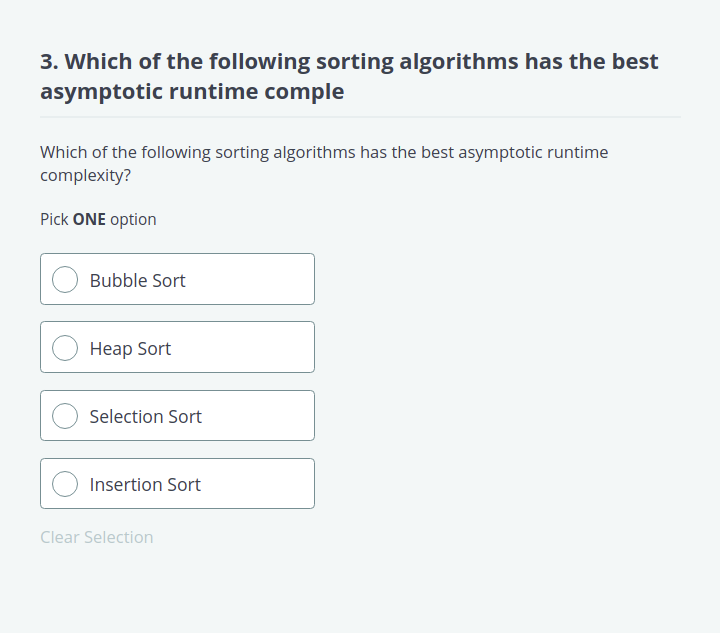 3. Which of the following sorting algorithms has the best
asymptotic runtime comple
Which of the following sorting algorithms has the best asymptotic runtime
complexity?
Pick ONE option
Bubble Sort
Heap Sort
Selection Sort
Insertion Sort
Clear Selection